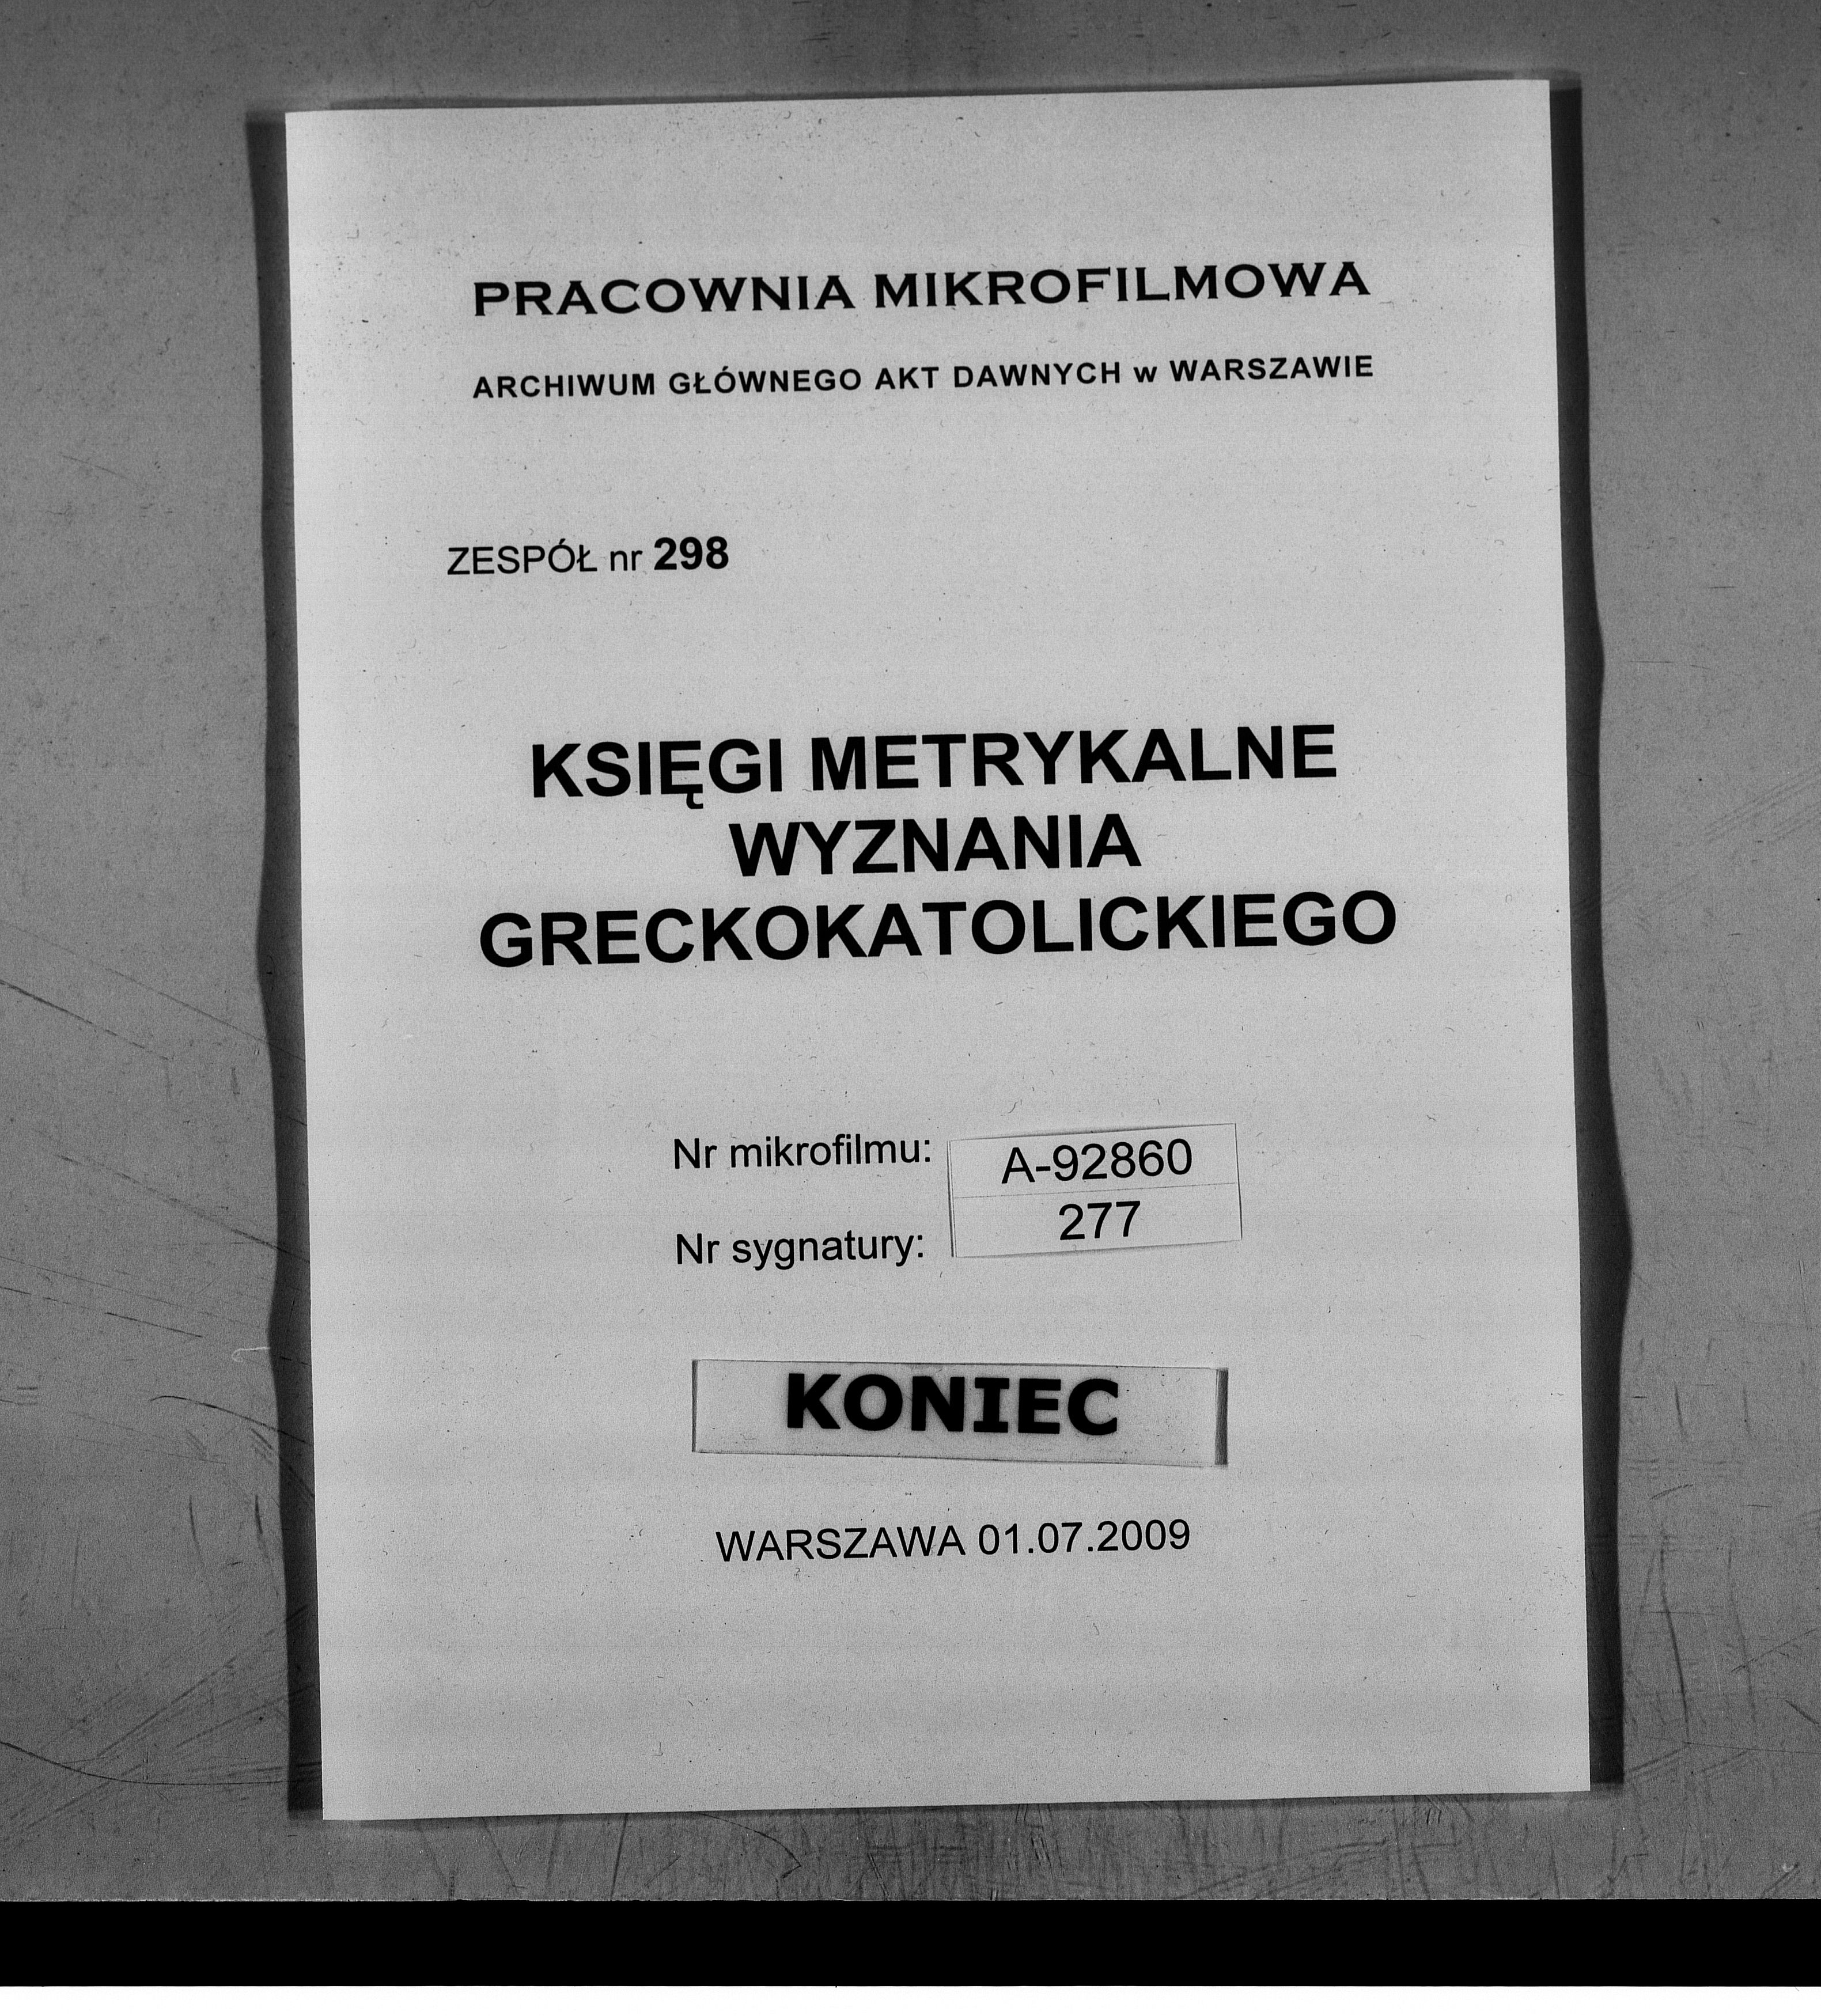 PRACOWNIA MIKROFILMOWA
ARCHIWUM GŁÓWNEGO AKT DAWNYCH w WARSZAWIE
ZESPÓŁ nr 298
KSIĘGI METRYKALNE
WYZNANIA
GRECKOKATOLICKIEGO
Nr mikrofilmu: A-92860
Nr sygnatury: 277
KONIEC
WARSZAWA 01.07.2009